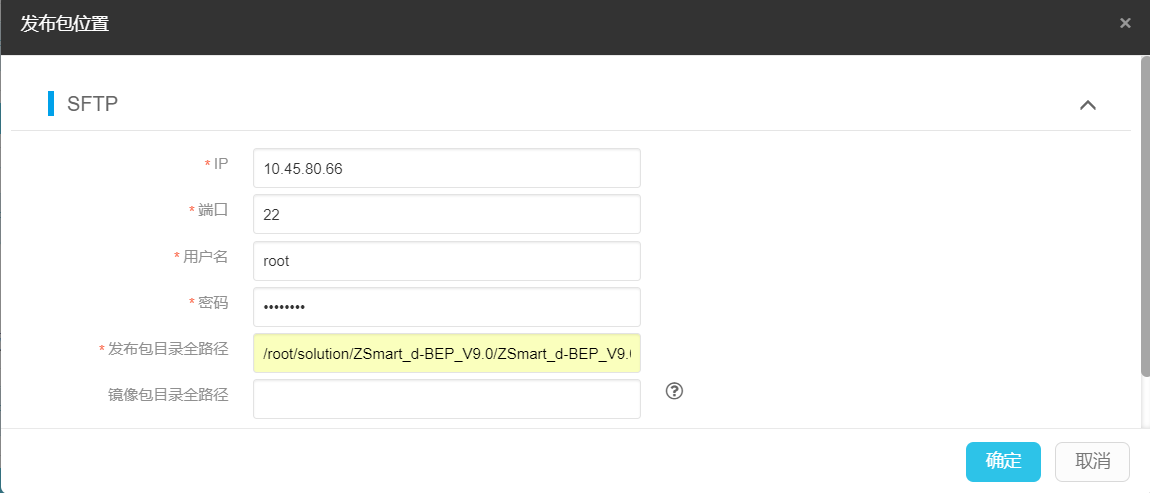 发布包位置
SFTP
* IP 10.45.80.66
* 端口 22
* 用户名 root
* 密码 ••••••••
* 发布包目录全路径 /root/solution/ZSmart_d-BEP_V9.0/ZSmart_d-BEP_V9.
镜像包目录全路径
确定 取消